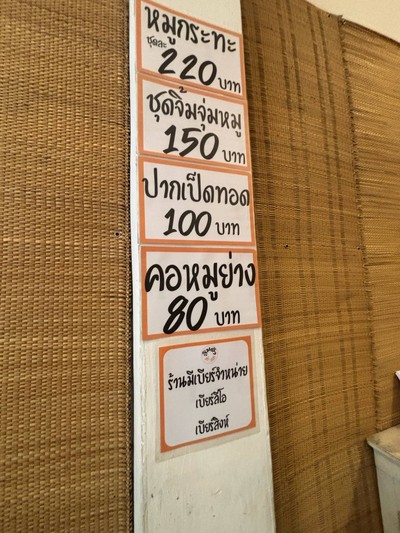 หมูกระทะ
ชุดละ 220 บาท
ชุดจิ้มจุ่มหมู
150 บาท
ปากเป็ดทอด
100 บาท
คอหมูย่าง
80 บาท
ร้านมีเบียร์จำหน่าย
เบียร์ลีโอ
เบียร์สิงห์